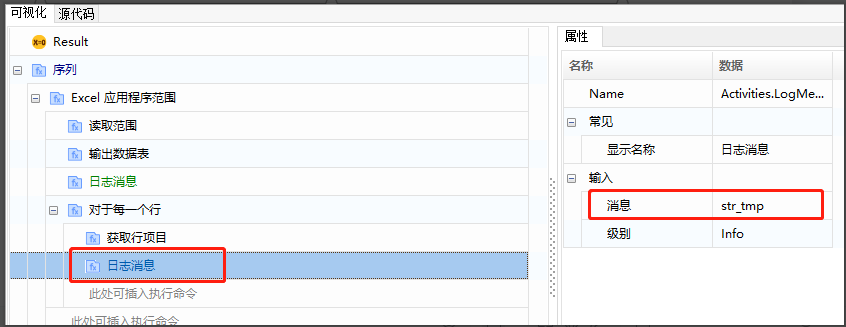 可视化 源代码
Result
序列
Excel 应用程序范围
读取范围
输出数据表
日志消息
对于每一个行
获取行项目
日志消息
此处可插入执行命令
此处可插入执行命令
属性
名称 数据
Name Activities.LogMe...
常见
显示名称 日志消息
输入
消息 str_tmp
级别 Info